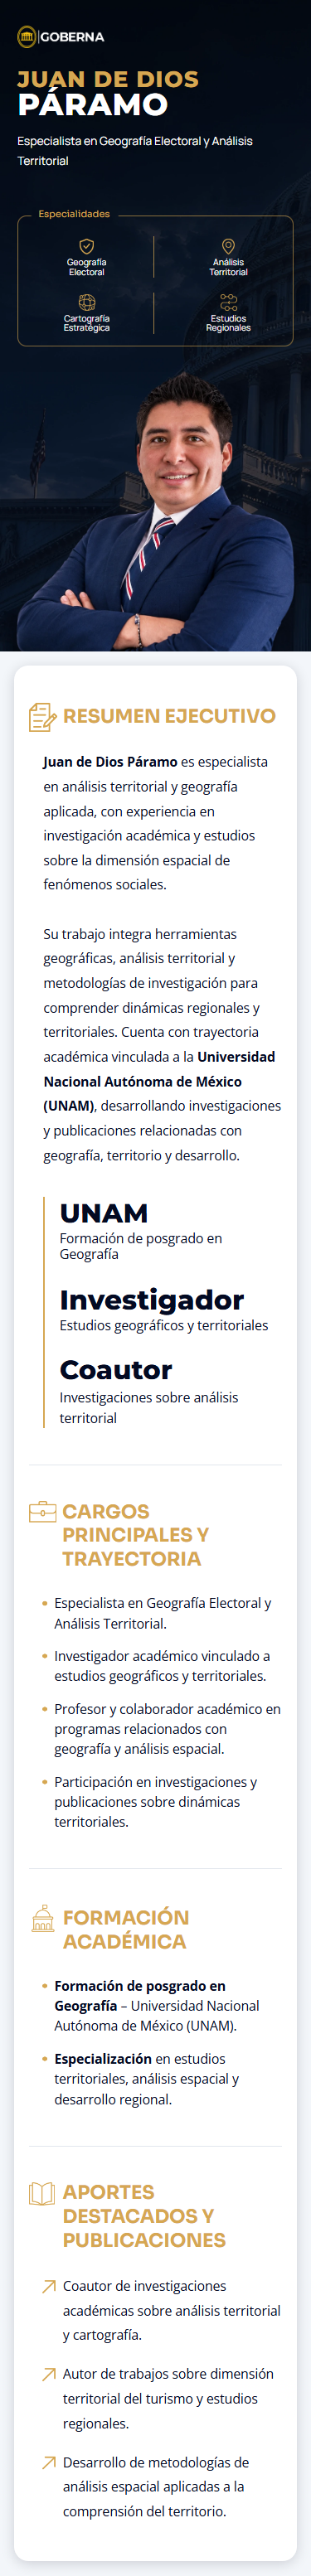 GOBERNA
JUAN DE DIOS
PÁRAMO
Especialista en Geografía Electoral y Análisis
Territorial
Especialidades
Geografía
Electoral
Análisis
Territorial
Cartografía
Estratégica
Estudios
Regionales
RESUMEN EJECUTIVO
Juan de Dios Páramo es especialista
en análisis territorial y geografía
aplicada, con experiencia en
investigación académica y estudios
sobre la dimensión espacial de
fenómenos sociales.
Su trabajo integra herramientas
geográficas, análisis territorial y
metodologías de investigación para
comprender dinámicas regionales y
territoriales. Cuenta con trayectoria
académica vinculada a la Universidad
Nacional Autónoma de México
(UNAM), desarrollando investigaciones
y publicaciones relacionadas con
geografía, territorio y desarrollo.
UNAM
Formación de posgrado en
Geografía
Investigador
Estudios geográficos y territoriales
Coautor
Investigaciones sobre análisis
territorial
CARGOS
PRINCIPALES Y
TRAYECTORIA
Especialista en Geografía Electoral y
Análisis Territorial.
Investigador académico vinculado a
estudios geográficos y territoriales.
Profesor y colaborador académico en
programas relacionados con
geografía y análisis espacial.
Participación en investigaciones y
publicaciones sobre dinámicas
territoriales.
FORMACIÓN
ACADÉMICA
Formación de posgrado en
Geografía – Universidad Nacional
Autónoma de México (UNAM).
Especialización en estudios
territoriales, análisis espacial y
desarrollo regional.
APORTES
DESTACADOS Y
PUBLICACIONES
Coautor de investigaciones
académicas sobre análisis territorial
y cartografía.
Autor de trabajos sobre dimensión
territorial del turismo y estudios
regionales.
Desarrollo de metodologías de
análisis espacial aplicadas a la
comprensión del territorio.